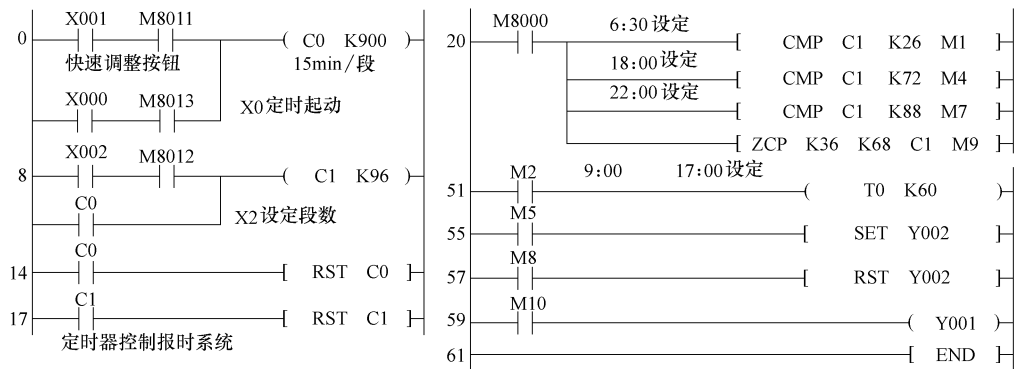 X001 M8011
0 ( C0 K900 )
快速调整按钮 15min/段
X000 M8013
X0定时起动
X002 M8012
8 ( C1 K96 )
C0
X2设定段数
C0
14 [ RST C0 ]
C1
17 [ RST C1 ]
定时器控制报时系统
M8000 6:30设定
20 [ CMP C1 K26 M1 ]
18:00设定
[ CMP C1 K72 M4 ]
22:00设定
[ CMP C1 K88 M7 ]
[ ZCP K36 K68 C1 M9 ]
M2 9:00 17:00设定
51 ( T0 K60 )
M5
55 [ SET Y002 ]
M8
57 [ RST Y002 ]
M10
59 ( Y001 )
61 [ END ]